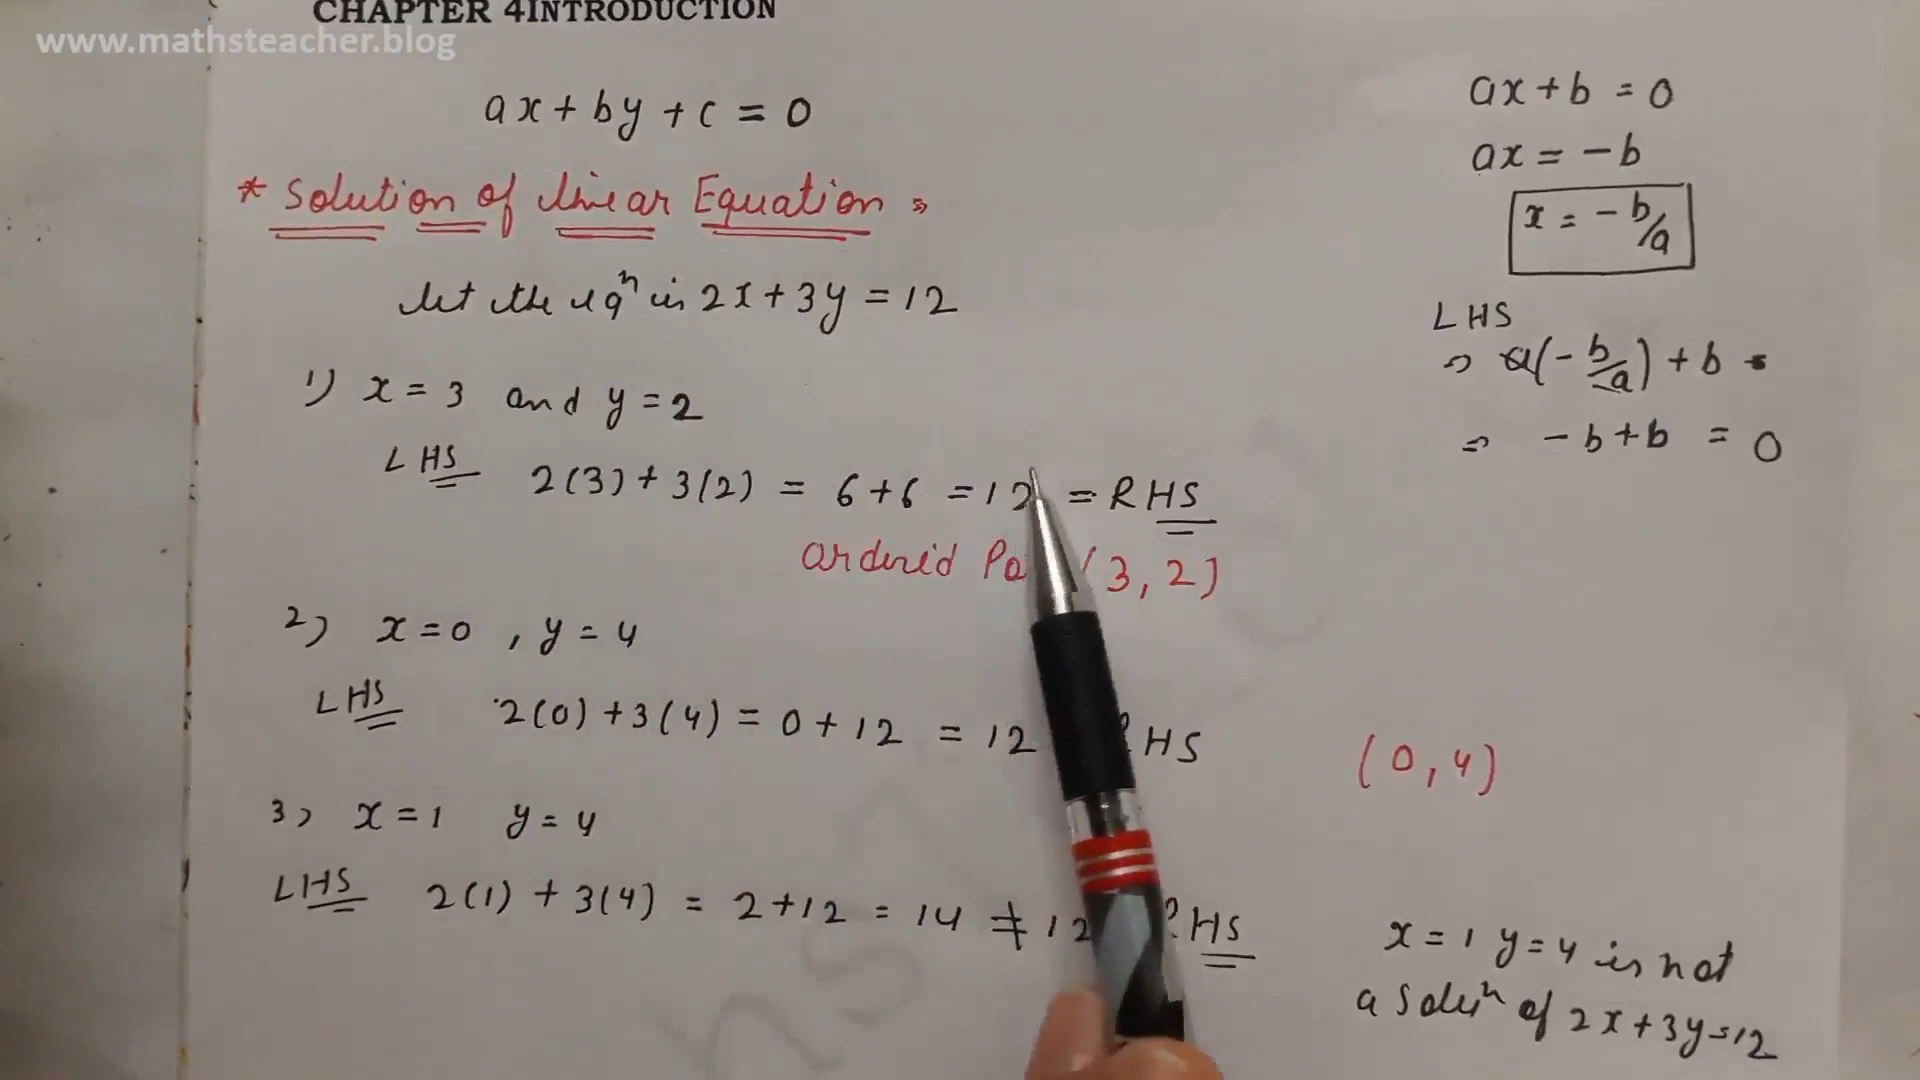 CHAPTER 4INTRODUCTION
www.mathsteacher.blog
ax + by + c = 0
* Solution of linear Equation ⇒
let the eqⁿ is 2x + 3y = 12
1) x = 3 and y = 2
LHS 2(3) + 3(2) = 6 + 6 = 12 = RHS
ordered (3, 2)
2) x = 0 , y = 4
LHS 2(0) + 3(4) = 0 + 12 = 12 HS
(0, 4)
3) x = 1 y = 4
LHS 2(1) + 3(4) = 2 + 12 = 14 ≠ 12 HS
ax + b = 0
ax = -b
x = -b/a
LHS
⇒ a(-b/a) + b =
⇒ -b + b = 0
x = 1 y = 4 is not
a soluⁿ of 2x + 3y = 12